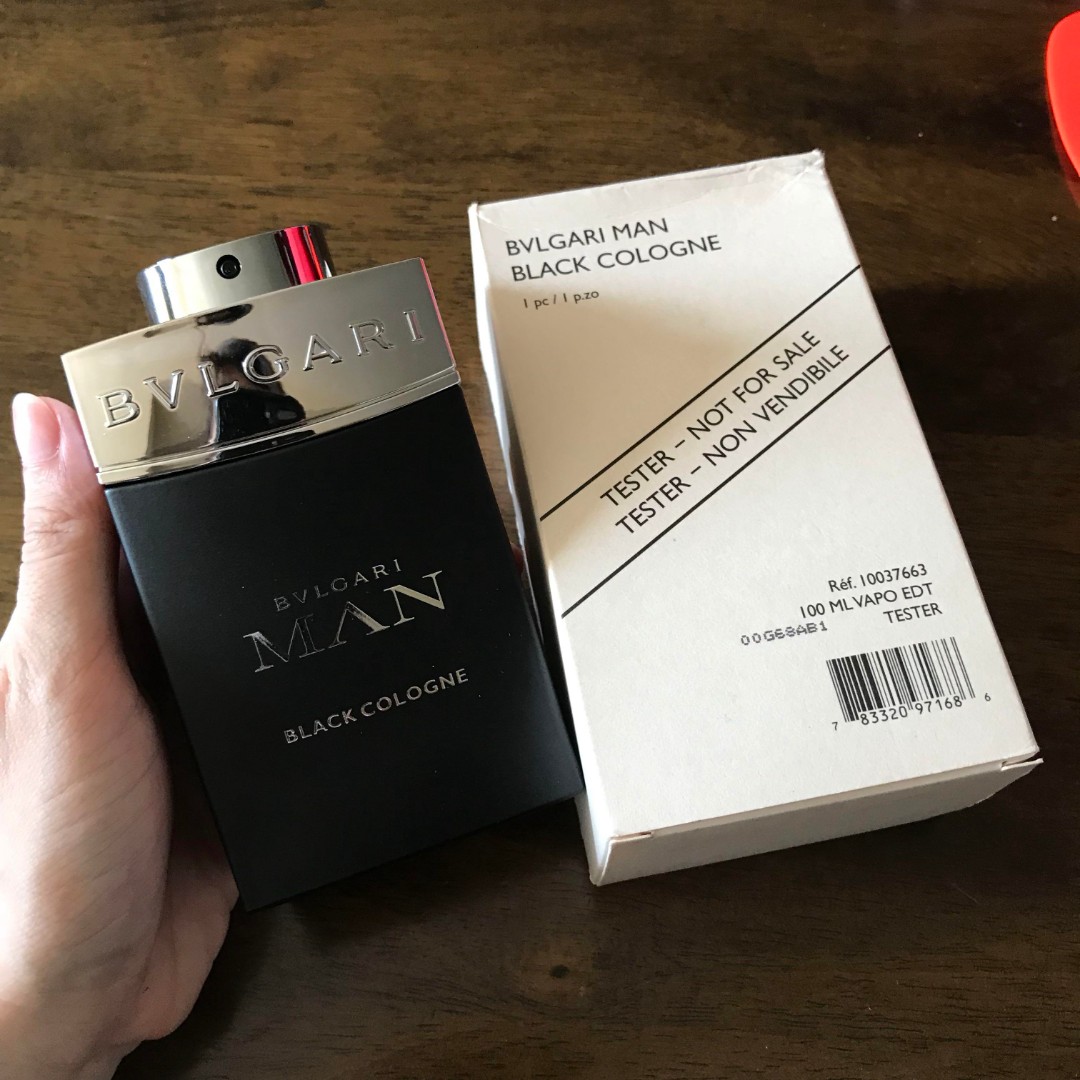 BVLGARI
BVLGARI
MAN
BLACK COLOGNE
BVLGARI MAN
BLACK COLOGNE
1 pc / 1 p.zo
TESTER – NOT FOR SALE
TESTER – NON VENDIBILE
Réf. 10037663
100 ML VAPO EDT
TESTER
00G68AB1
7 83320 97168 6